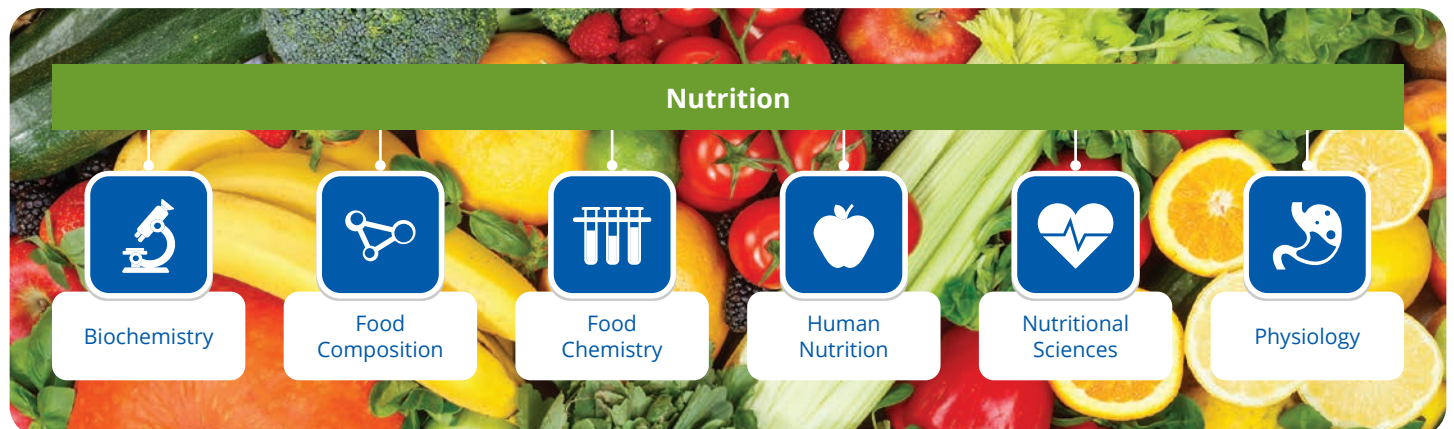 Nutrition
Biochemistry
Food
Composition
Food
Chemistry
Human
Nutrition
Nutritional
Sciences
Physiology